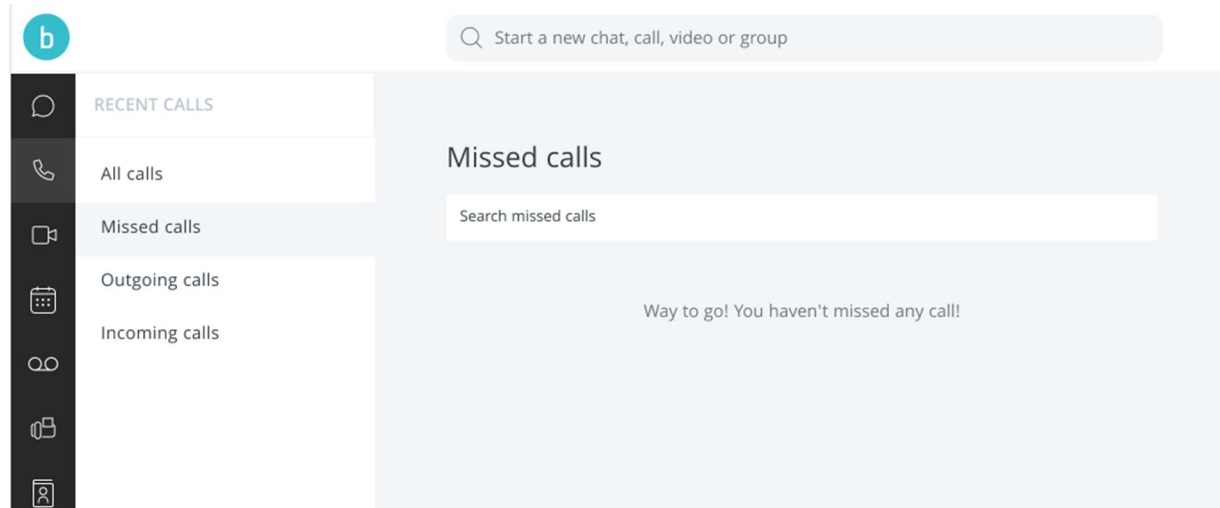 b
Start a new chat, call, video or group
RECENT CALLS
All calls
Missed calls
Outgoing calls
Incoming calls
Missed calls
Search missed calls
Way to go! You haven't missed any call!